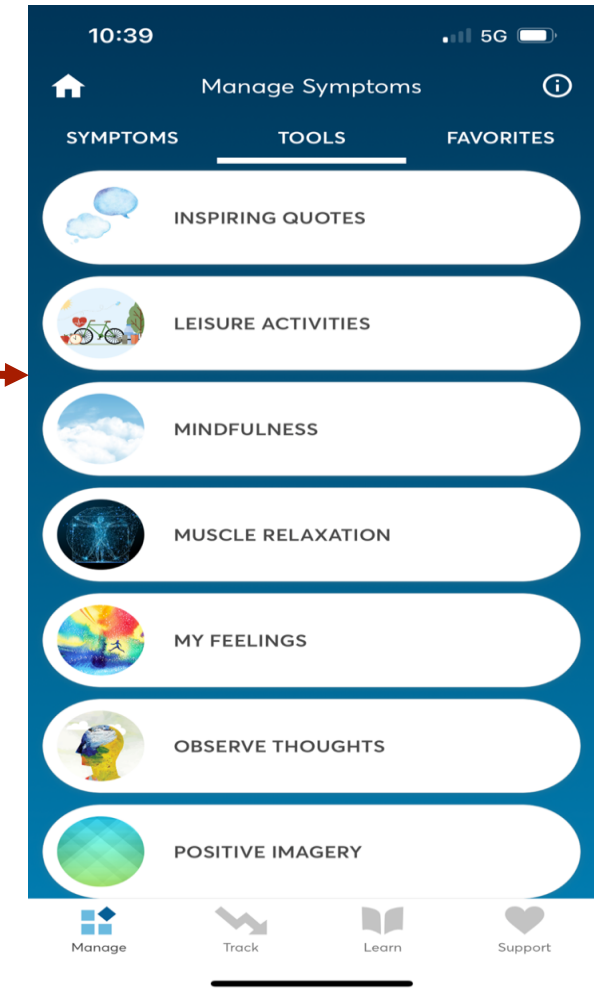 10:39
5G
Manage Symptoms
SYMPTOMS TOOLS FAVORITES
INSPIRING QUOTES
LEISURE ACTIVITIES
MINDFULNESS
MUSCLE RELAXATION
MY FEELINGS
OBSERVE THOUGHTS
POSITIVE IMAGERY
Manage Track Learn Support